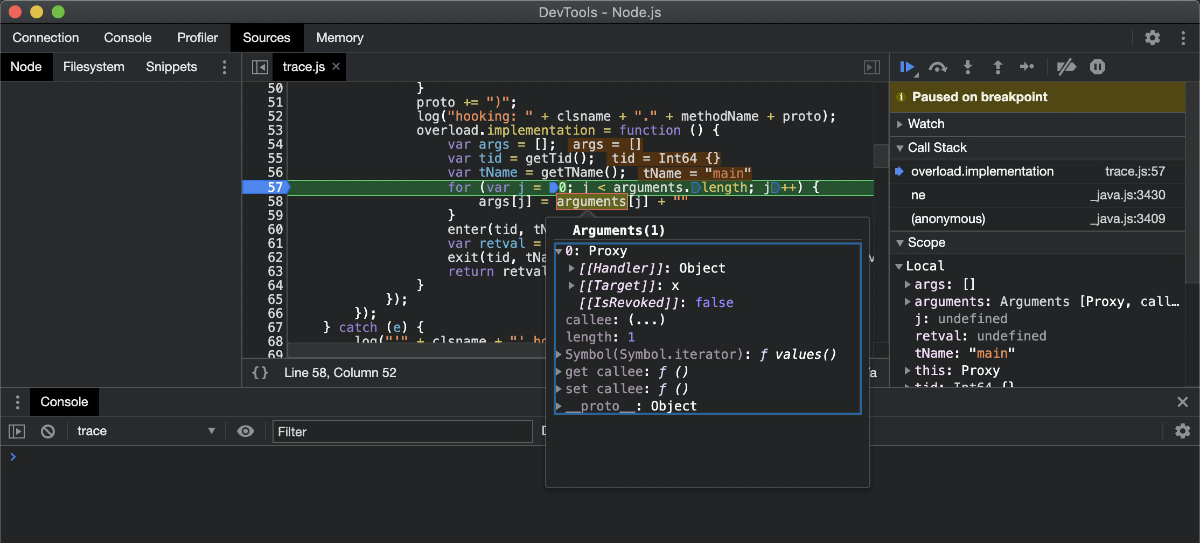 DevTools - Node.js
Connection Console Profiler Sources Memory
Node Filesystem Snippets
trace.js ×
50 }
51 proto += ")";
52 log("hooking: " + clsname + "." + methodName + proto);
53 overload.implementation = function () {
54 var args = []; args = []
55 var tid = getTid(); tid = Int64 {}
56 var tName = getTName(); tName = "main"
57 for (var j = 0; j < arguments.length; j++) {
58 args[j] = arguments[j] + ""
59 }
60 enter(tid, tN
61 var retval =
62 exit(tid, tNa
63 return retval
64 }
65 });
66 });
67 } catch (e) {
68 log("'" + clsname + "' ho
69
{} Line 58, Column 52
Arguments(1)
0: Proxy
[[Handler]]: Object
[[Target]]: x
[[IsRevoked]]: false
callee: (...)
length: 1
Symbol(Symbol.iterator): ƒ values()
get callee: ƒ ()
set callee: ƒ ()
__proto__: Object
Paused on breakpoint
Watch
Call Stack
overload.implementation trace.js:57
ne _java.js:3430
(anonymous) _java.js:3409
Scope
Local
args: []
arguments: Arguments [Proxy, call…
j: undefined
retval: undefined
tName: "main"
this: Proxy
tid: Int64 {}
Console
trace Filter